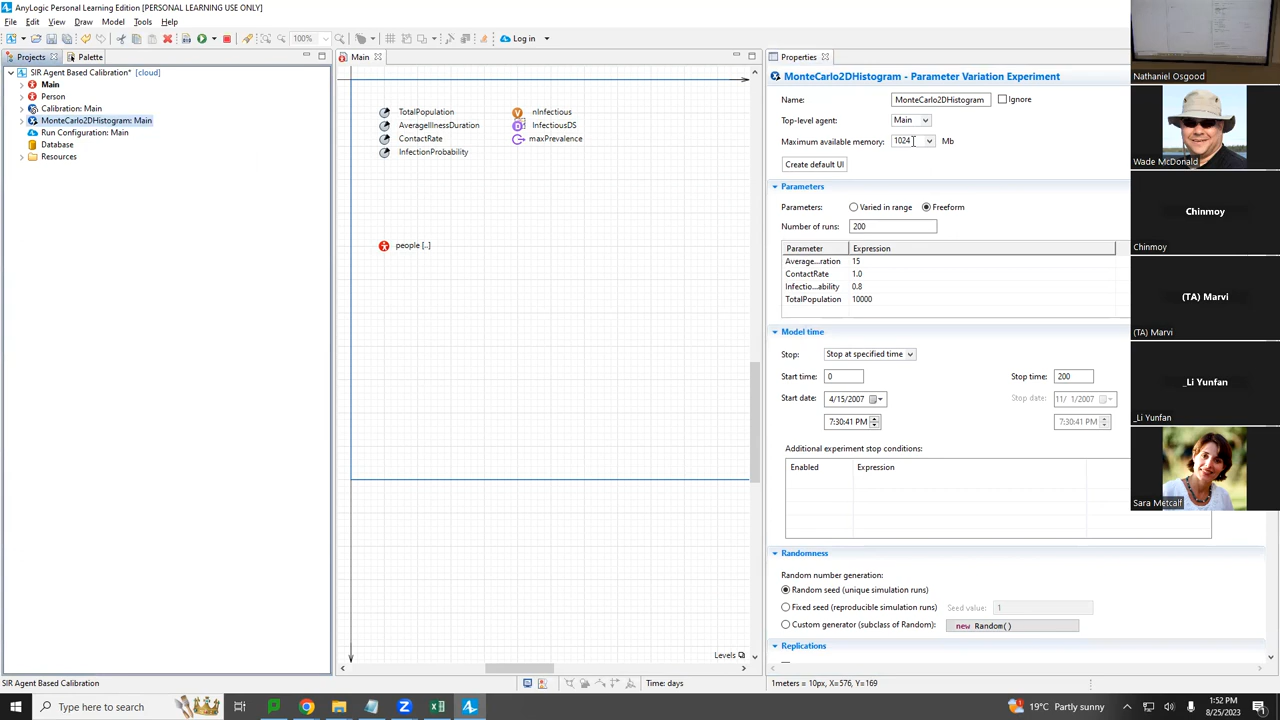 AnyLogic Personal Learning Edition [PERSONAL LEARNING USE ONLY]
File Edit View Draw Model Tools Help
100%
Log in
Projects
Palette
Main
Properties
SIR Agent Based Calibration* [cloud]
Main
Person
Calibration: Main
MonteCarlo2DHistogram: Main
Run Configuration: Main
Database
Resources
TotalPopulation
AverageIllnessDuration
ContactRate
InfectionProbability
nInfectious
InfectiousDS
maxPrevalence
people [..]
Levels
MonteCarlo2DHistogram - Parameter Variation Experiment
Name: MonteCarlo2DHistogram Ignore
Top-level agent: Main
Maximum available memory: 1024 Mb
Create default UI
Parameters
Parameters: Varied in range Freeform
Number of runs: 200
Parameter Expression
Average...ration 15
ContactRate 1.0
Infectio...ability 0.8
TotalPopulation 10000
Model time
Stop: Stop at specified time
Start time: 0 Stop time: 200
Start date: 4/15/2007 Stop date: 11/ 1/2007
7:30:41 PM 7:30:41 PM
Additional experiment stop conditions:
Enabled Expression
Randomness
Random number generation:
Random seed (unique simulation runs)
Fixed seed (reproducible simulation runs) Seed value: 1
Custom generator (subclass of Random): new Random()
Replications
Nathaniel Osgood
Wade McDonald
Chinmoy
Chinmoy
(TA) Marvi
(TA) Marvi
_Li Yunfan
_Li Yunfan
Sara Metcalf
SIR Agent Based Calibration
Time: days
1meters = 10px, X=576, Y=169
Type here to search
19°C Partly sunny
1:52 PM
8/25/2023
1